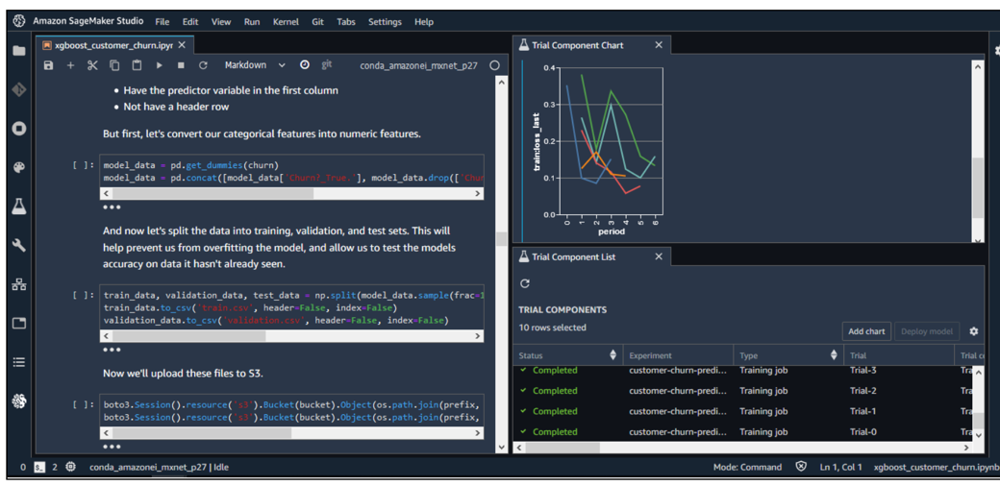 Amazon SageMaker Studio File Edit View Run Kernel Git Tabs Settings Help
xgboost_customer_churn.ipyr
Markdown git conda_amazonei_mxnet_p27
• Have the predictor variable in the first column
• Not have a header row
But first, let's convert our categorical features into numeric features.
[ ]: model_data = pd.get_dummies(churn)
model_data = pd.concat([model_data['Churn?_True.'], model_data.drop(['Chur
And now let's split the data into training, validation, and test sets. This will
help prevent us from overfitting the model, and allow us to test the models
accuracy on data it hasn't already seen.
[ ]: train_data, validation_data, test_data = np.split(model_data.sample(frac=1
train_data.to_csv('train.csv', header=False, index=False)
validation_data.to_csv('validation.csv', header=False, index=False)
Now we'll upload these files to S3.
[ ]: boto3.Session().resource('s3').Bucket(bucket).Object(os.path.join(prefix,
boto3.Session().resource('s3').Bucket(bucket).Object(os.path.join(prefix,
Trial Component Chart
train:loss_last
0.4
0.3
0.2
0.1
0.0
0 1 2 3 4 5 6
period
Trial Component List
TRIAL COMPONENTS
10 rows selected
Add chart Deploy model
Status Experiment Type Trial Trial co
Completed customer-churn-predi... Training job Trial-3 Tra
Completed customer-churn-predi... Training job Trial-2 Tra
Completed customer-churn-predi... Training job Trial-1 Tra
Completed customer-churn-predi... Training job Trial-0 Tra
0 2 conda_amazonei_mxnet_p27 | Idle
Mode: Command Ln 1, Col 1 xgboost_customer_churn.ipynb